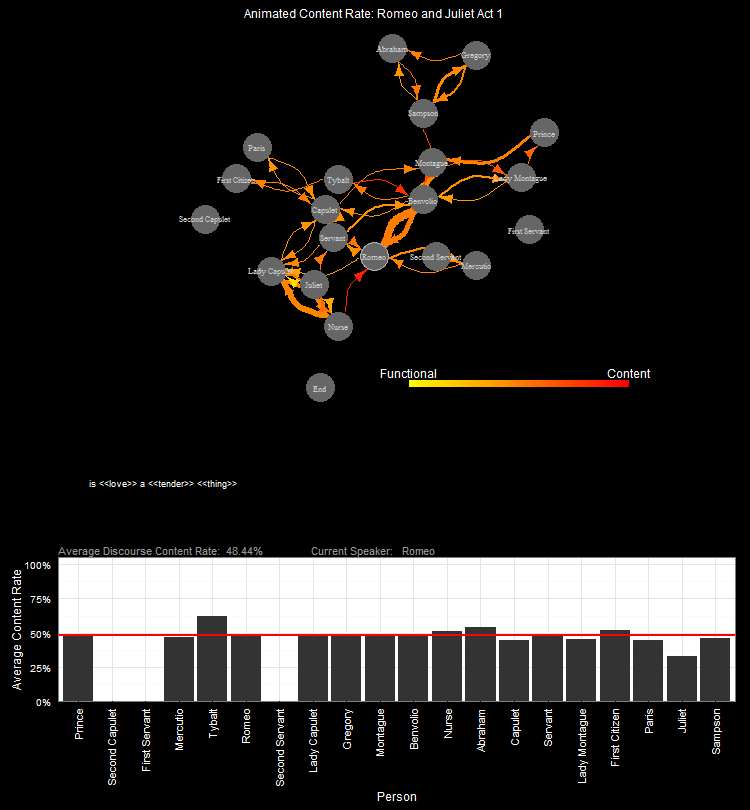 Animated Content Rate: Romeo and Juliet Act 1
Abraham
Gregory
Sampson
Prince
Paris
Montague
First Citizen
Tybalt
Lady Montague
Benvolio
Capulet
Second Capulet
First Servant
Servant
Romeo
Second Servant
Mercutio
Lady Capulet
Juliet
Nurse
Functional
Content
End
is <<love>> a <<tender>> <<thing>>
Average Discourse Content Rate: 48.44%
Current Speaker: Romeo
Average Content Rate
100%
75%
50%
25%
0%
Prince
Second Capulet
First Servant
Mercutio
Tybalt
Romeo
Second Servant
Lady Capulet
Gregory
Montague
Benvolio
Nurse
Abraham
Capulet
Servant
Lady Montague
First Citizen
Paris
Juliet
Sampson
Person